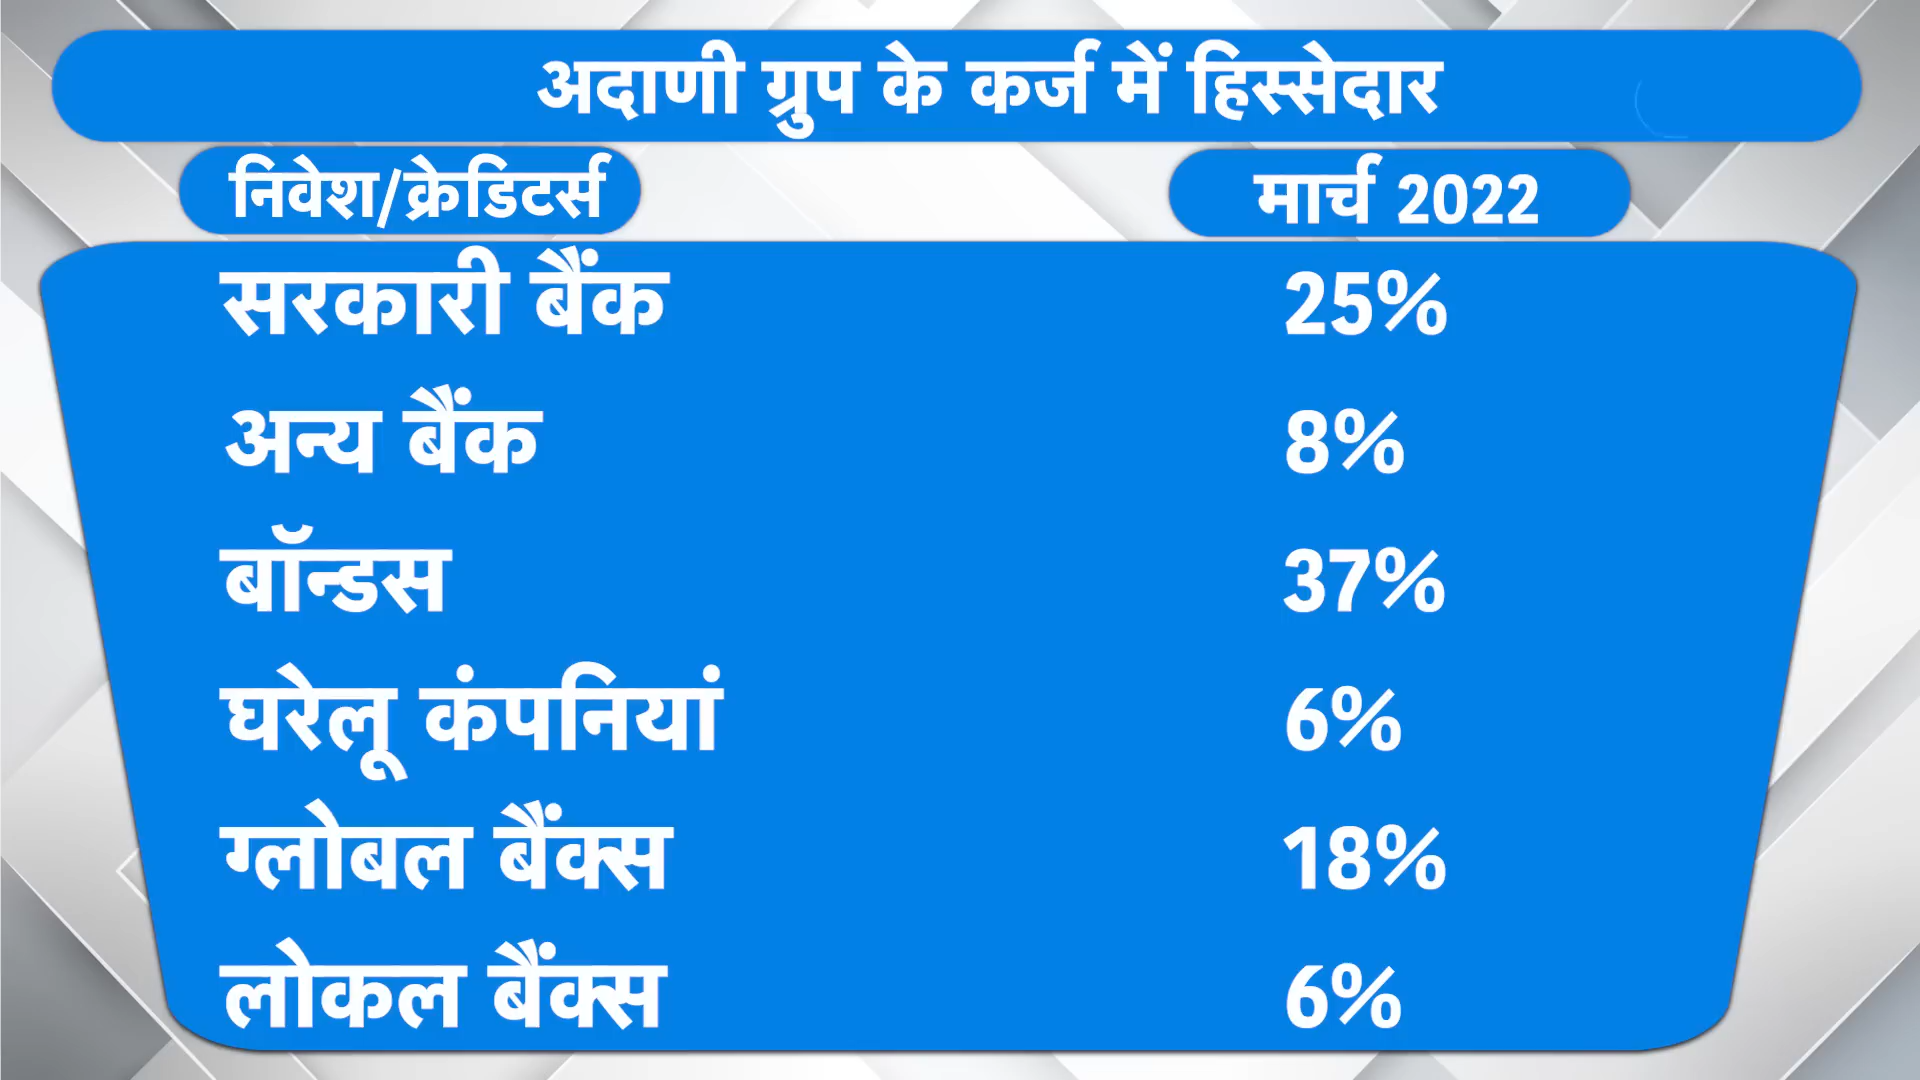 अदाणी ग्रुप के कर्ज में हिस्सेदार
निवेश/क्रेडिटर्स मार्च 2022
सरकारी बैंक 25%
अन्य बैंक 8%
बॉन्डस 37%
घरेलू कंपनियां 6%
ग्लोबल बैंक्स 18%
लोकल बैंक्स 6%